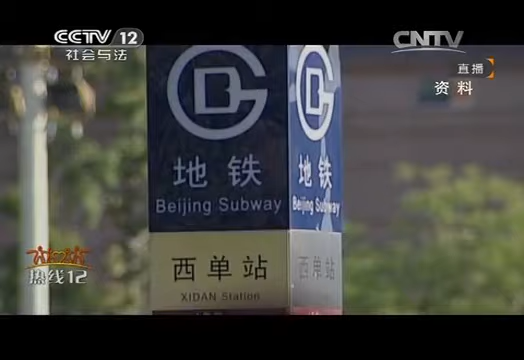 CCTV 12
社会与法
CNTV
直播
资料
地铁
Beijing Subway
西单站
XIDAN Station
地铁
Beijing Subway
西单站
热线12